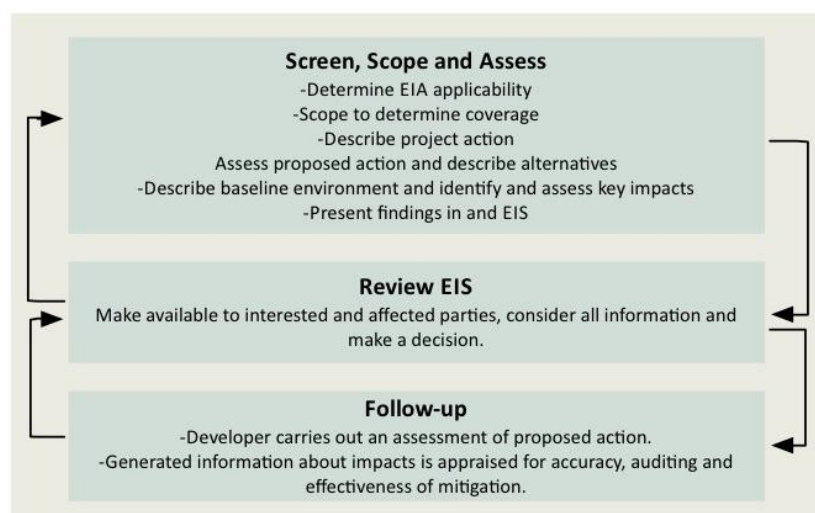 Screen, Scope and Assess
-Determine EIA applicability
-Scope to determine coverage
-Describe project action
Assess proposed action and describe alternatives
-Describe baseline environment and identify and assess key impacts
-Present findings in and EIS
Review EIS
Make available to interested and affected parties, consider all information and
make a decision.
Follow-up
-Developer carries out an assessment of proposed action.
-Generated information about impacts is appraised for accuracy, auditing and
effectiveness of mitigation.